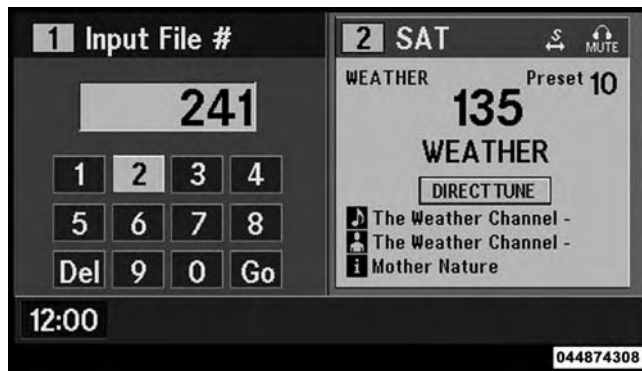 1 Input File #
241
1 2 3 4
5 6 7 8
Del 9 0 Go
2 SAT S MUTE
WEATHER Preset 10
135
WEATHER
DIRECT TUNE
The Weather Channel -
The Weather Channel -
i Mother Nature
12:00
044874308